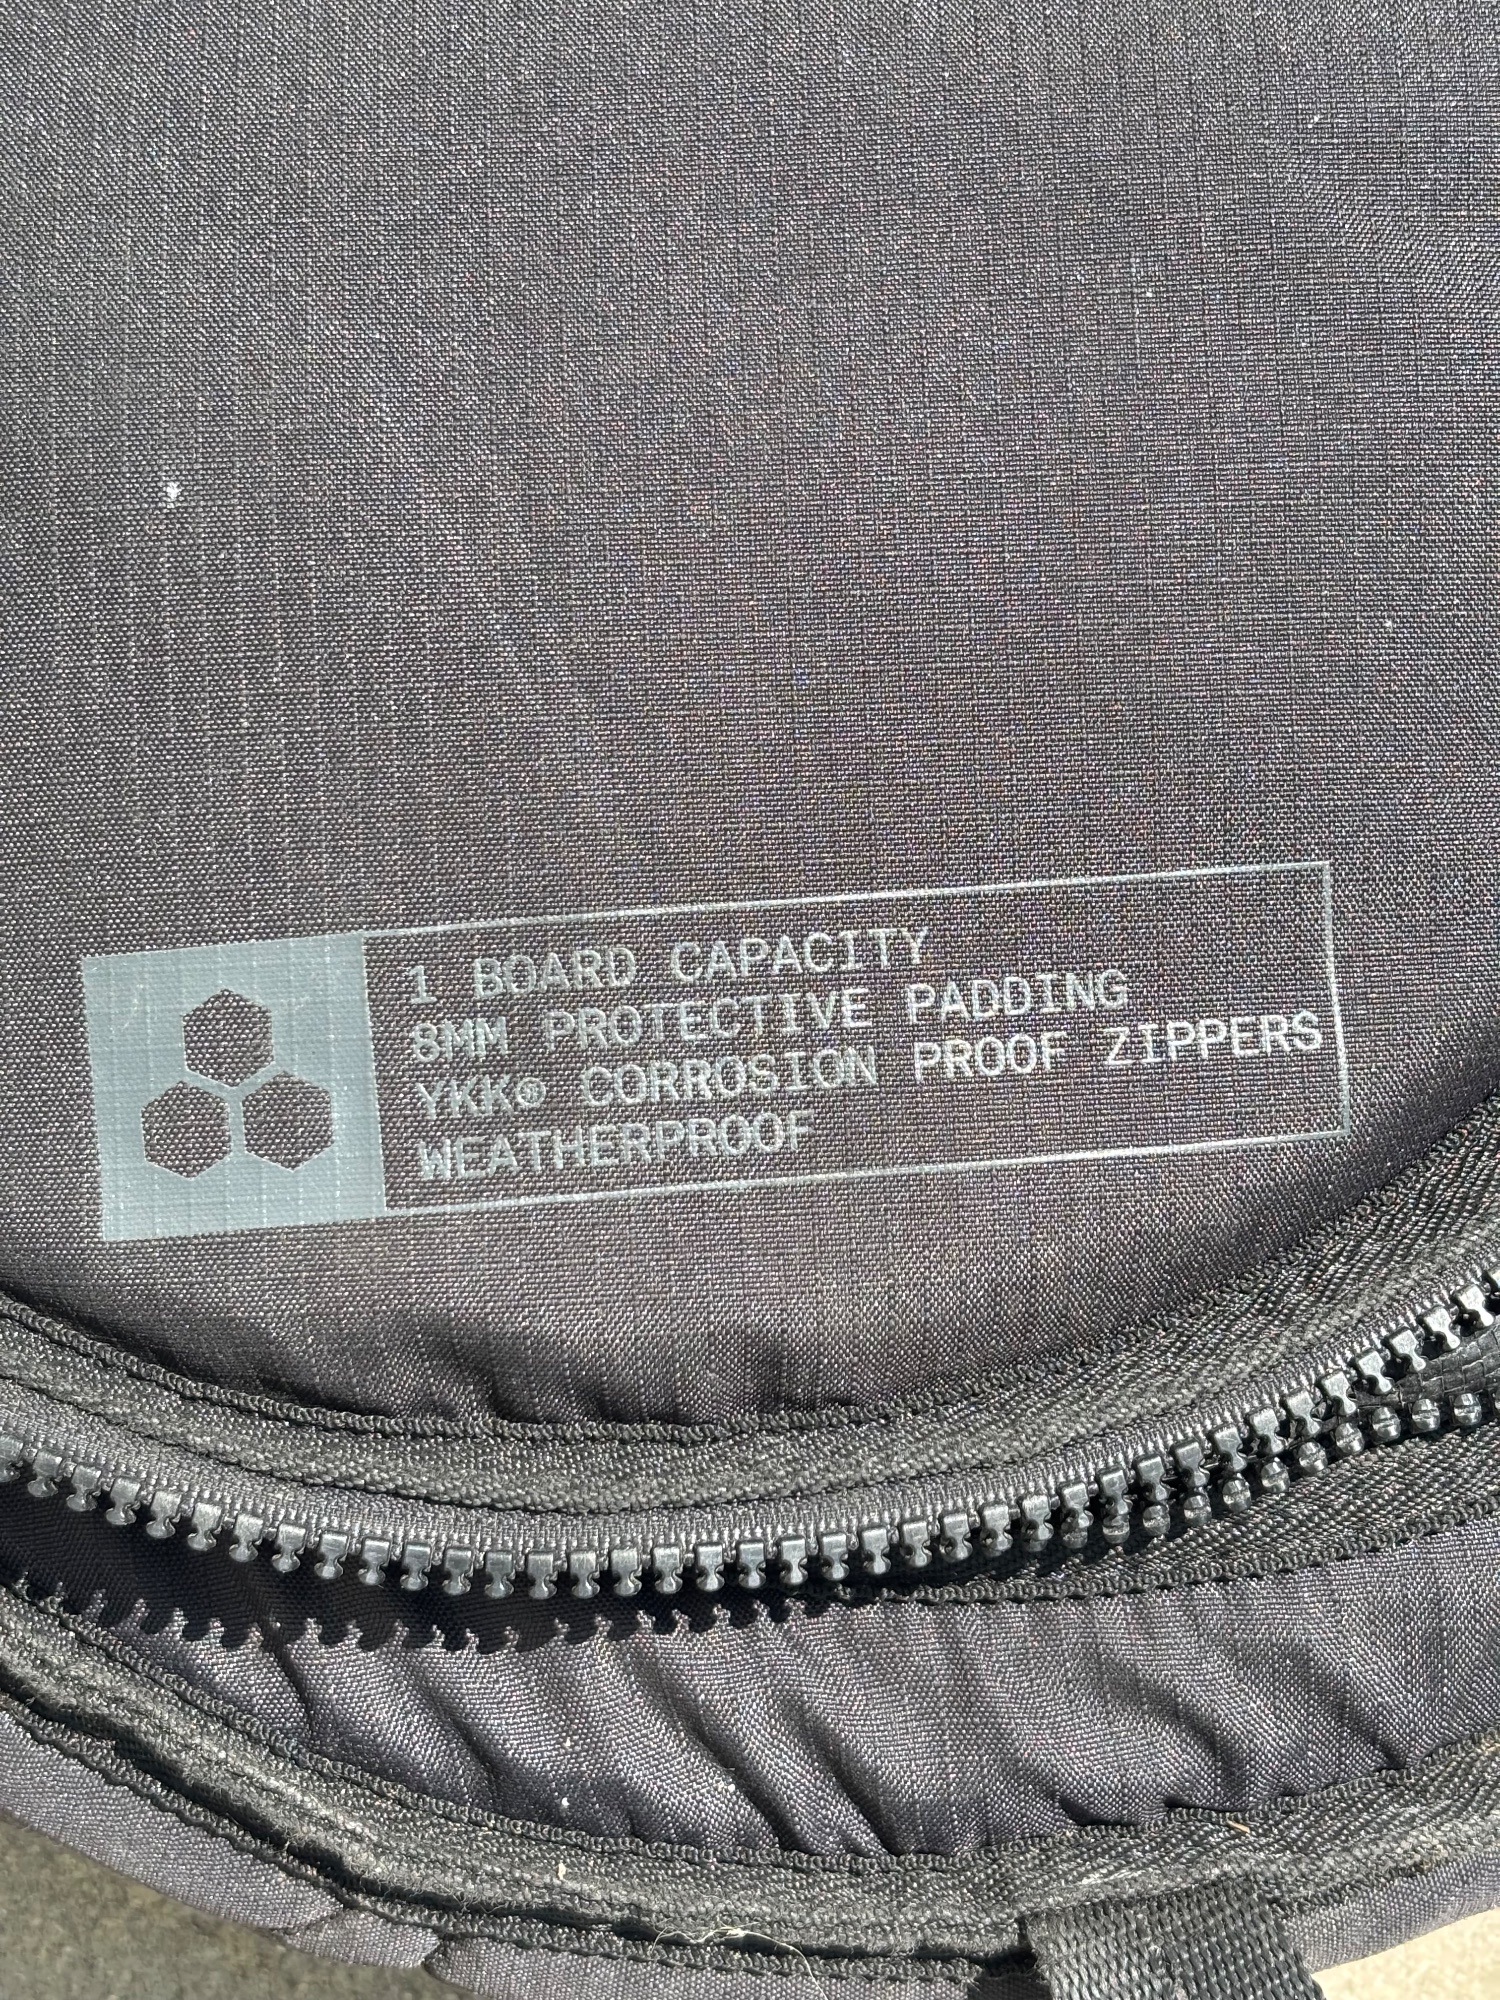 1 BOARD CAPACITY
8MM PROTECTIVE PADDING
YKK® CORROSION PROOF ZIPPERS
WEATHERPROOF